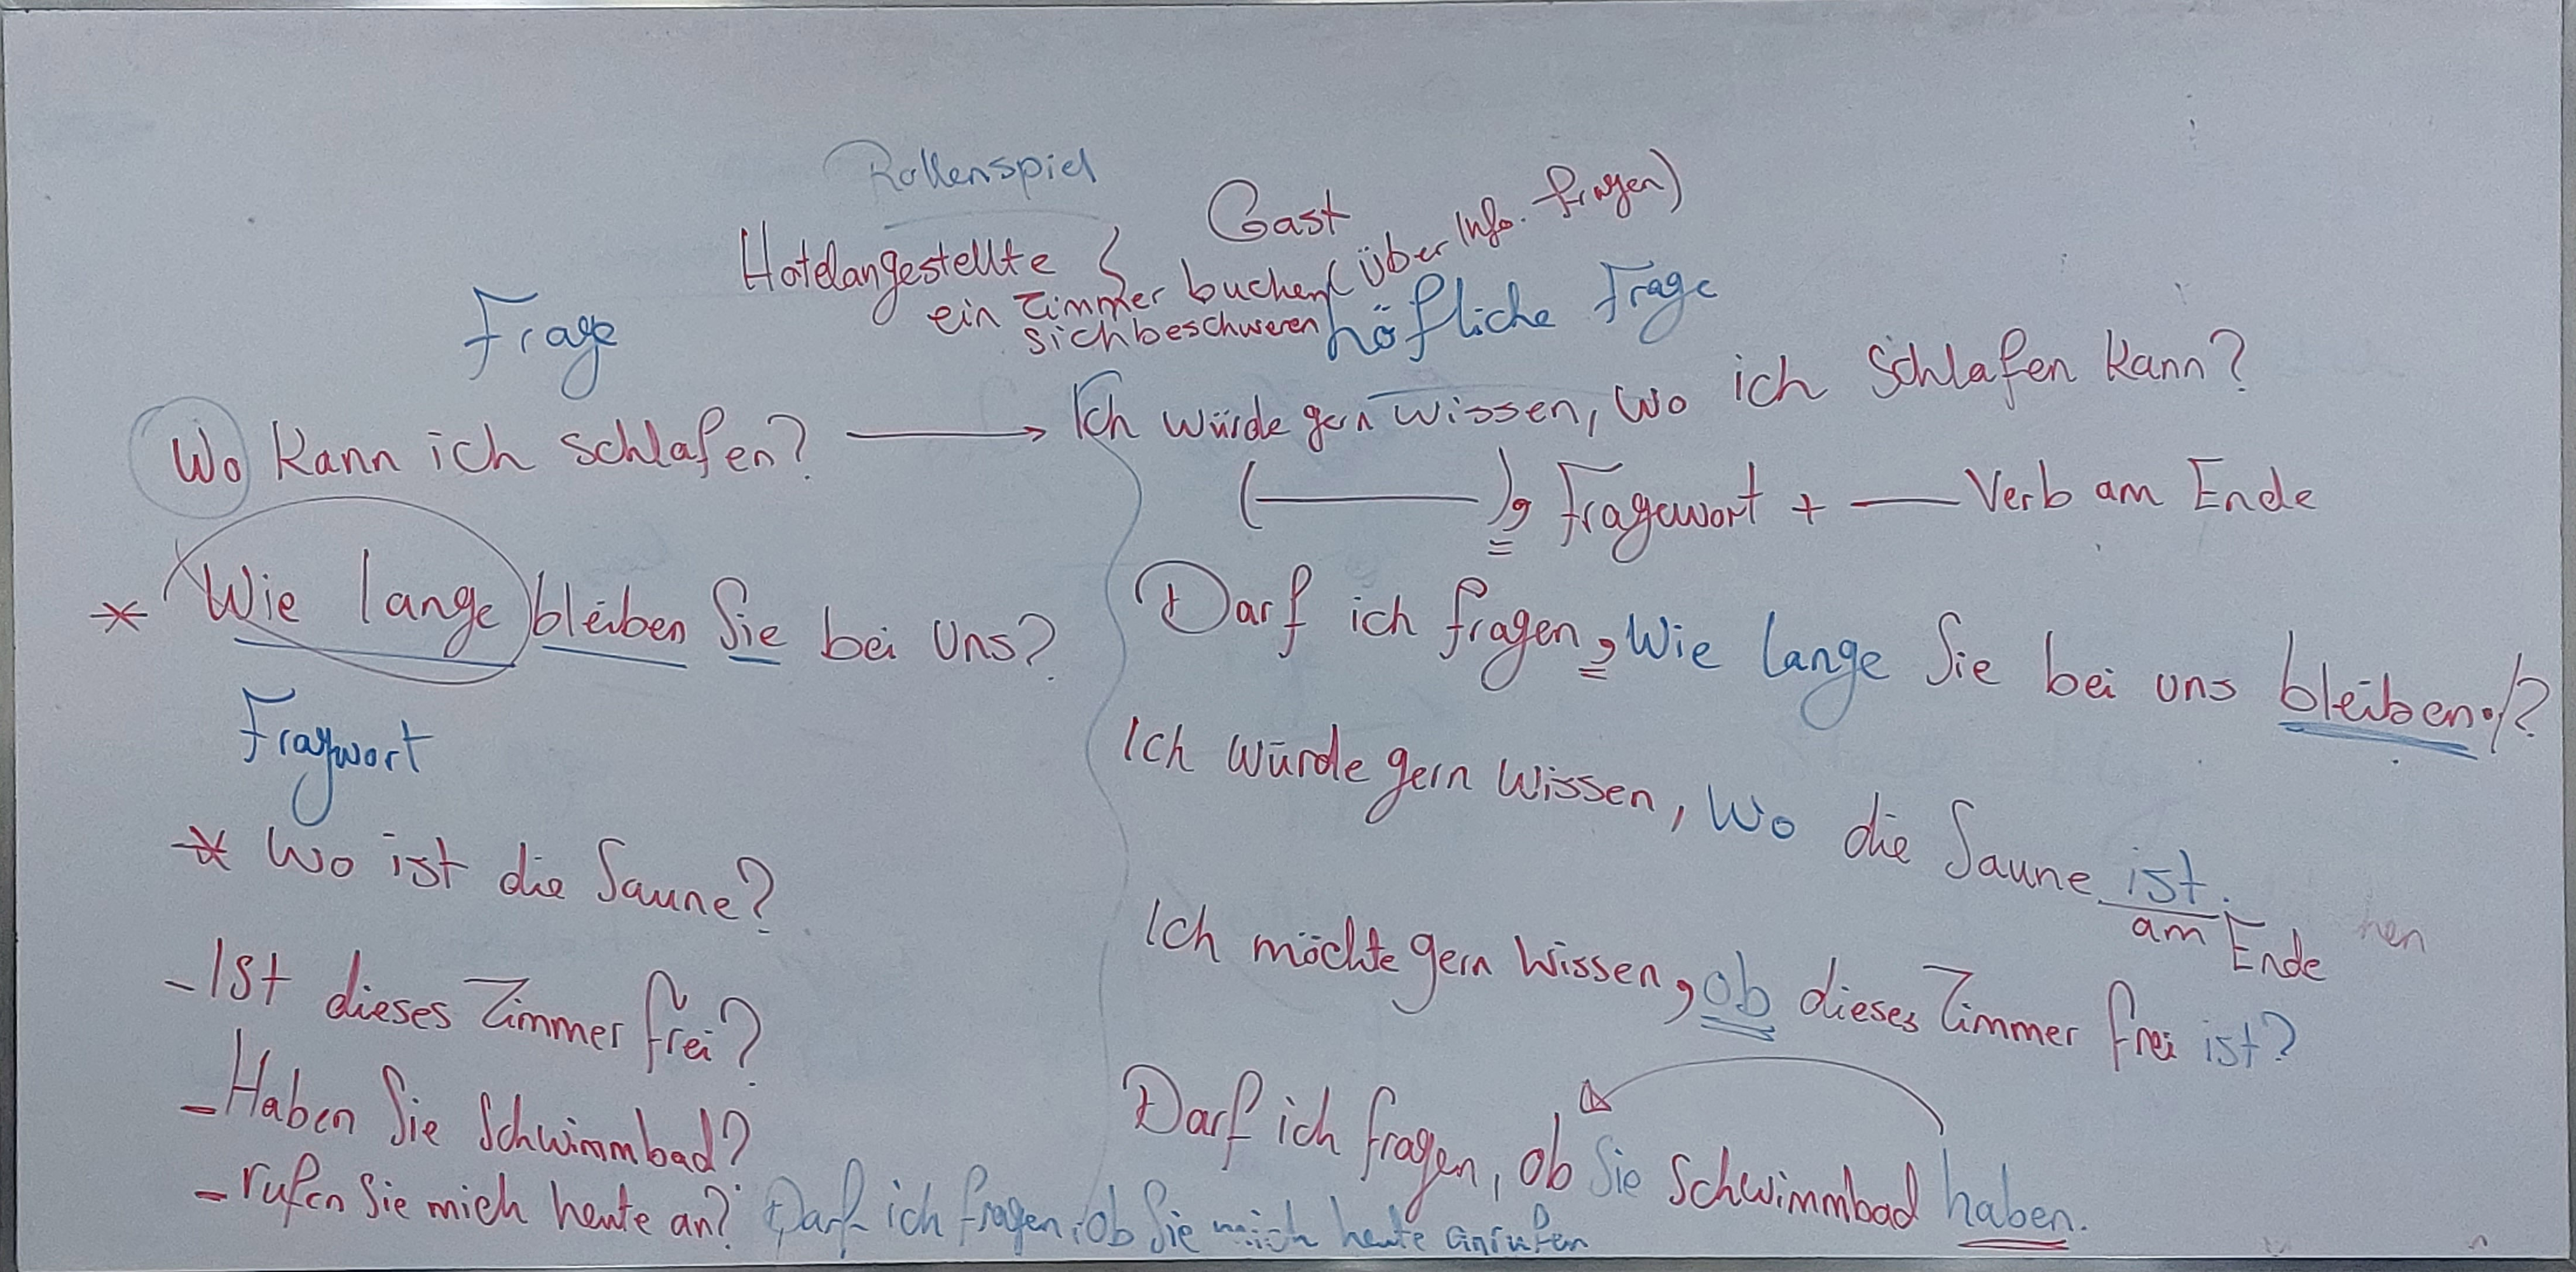 Rollenspiel
Hotelangestellte { Gast
ein Zimmer buchen (über Info. fragen)
sich beschweren
Frage
höfliche Frage
Wo kann ich schlafen? → Ich würde gern wissen, wo ich schlafen kann?
(——), Fragewort + — Verb am Ende
* Wie lange bleiben Sie bei uns?
Darf ich fragen, wie lange Sie bei uns bleiben./?
Fragwort
Ich würde gern wissen, wo die Saune ist.
am Ende
* Wo ist die Saune?
hen
- Ist dieses Zimmer frei?
Ich möchte gern wissen, ob dieses Zimmer frei ist?
- Haben Sie Schwimmbad?
Darf ich fragen, ob Sie Schwimmbad haben.
- rufen Sie mich heute an? Darf ich fragen, ob Sie mich heute anrufen